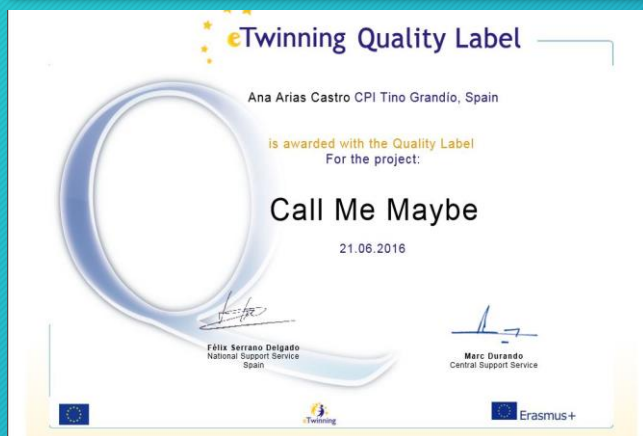 eTwinning Quality Label
Ana Arias Castro CPI Tino Grandío, Spain
is awarded with the Quality Label
For the project:
Call Me Maybe
21.06.2016
Félix Serrano Delgado
National Support Service
Spain
Marc Durando
Central Support Service
eTwinning
Erasmus+